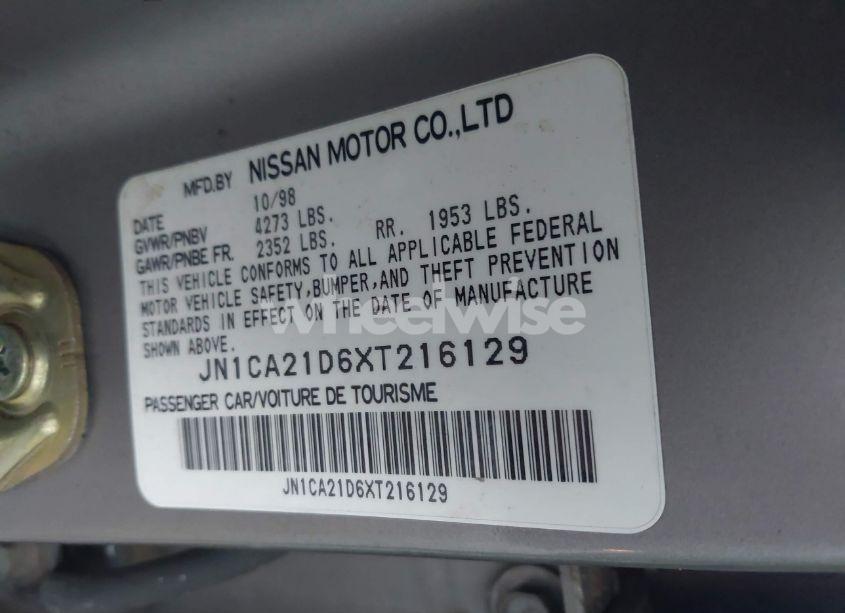 MFD.BY NISSAN MOTOR CO.,LTD
DATE 10/98
GVWR/PNBV 4273 LBS.
GAWR/PNBE FR. 2352 LBS. RR. 1953 LBS.
THIS VEHICLE CONFORMS TO ALL APPLICABLE FEDERAL
MOTOR VEHICLE SAFETY,BUMPER,AND THEFT PREVENTION
STANDARDS IN EFFECT ON THE DATE OF MANUFACTURE
SHOWN ABOVE.
JN1CA21D6XT216129
PASSENGER CAR/VOITURE DE TOURISME
JN1CA21D6XT216129
wheelwise